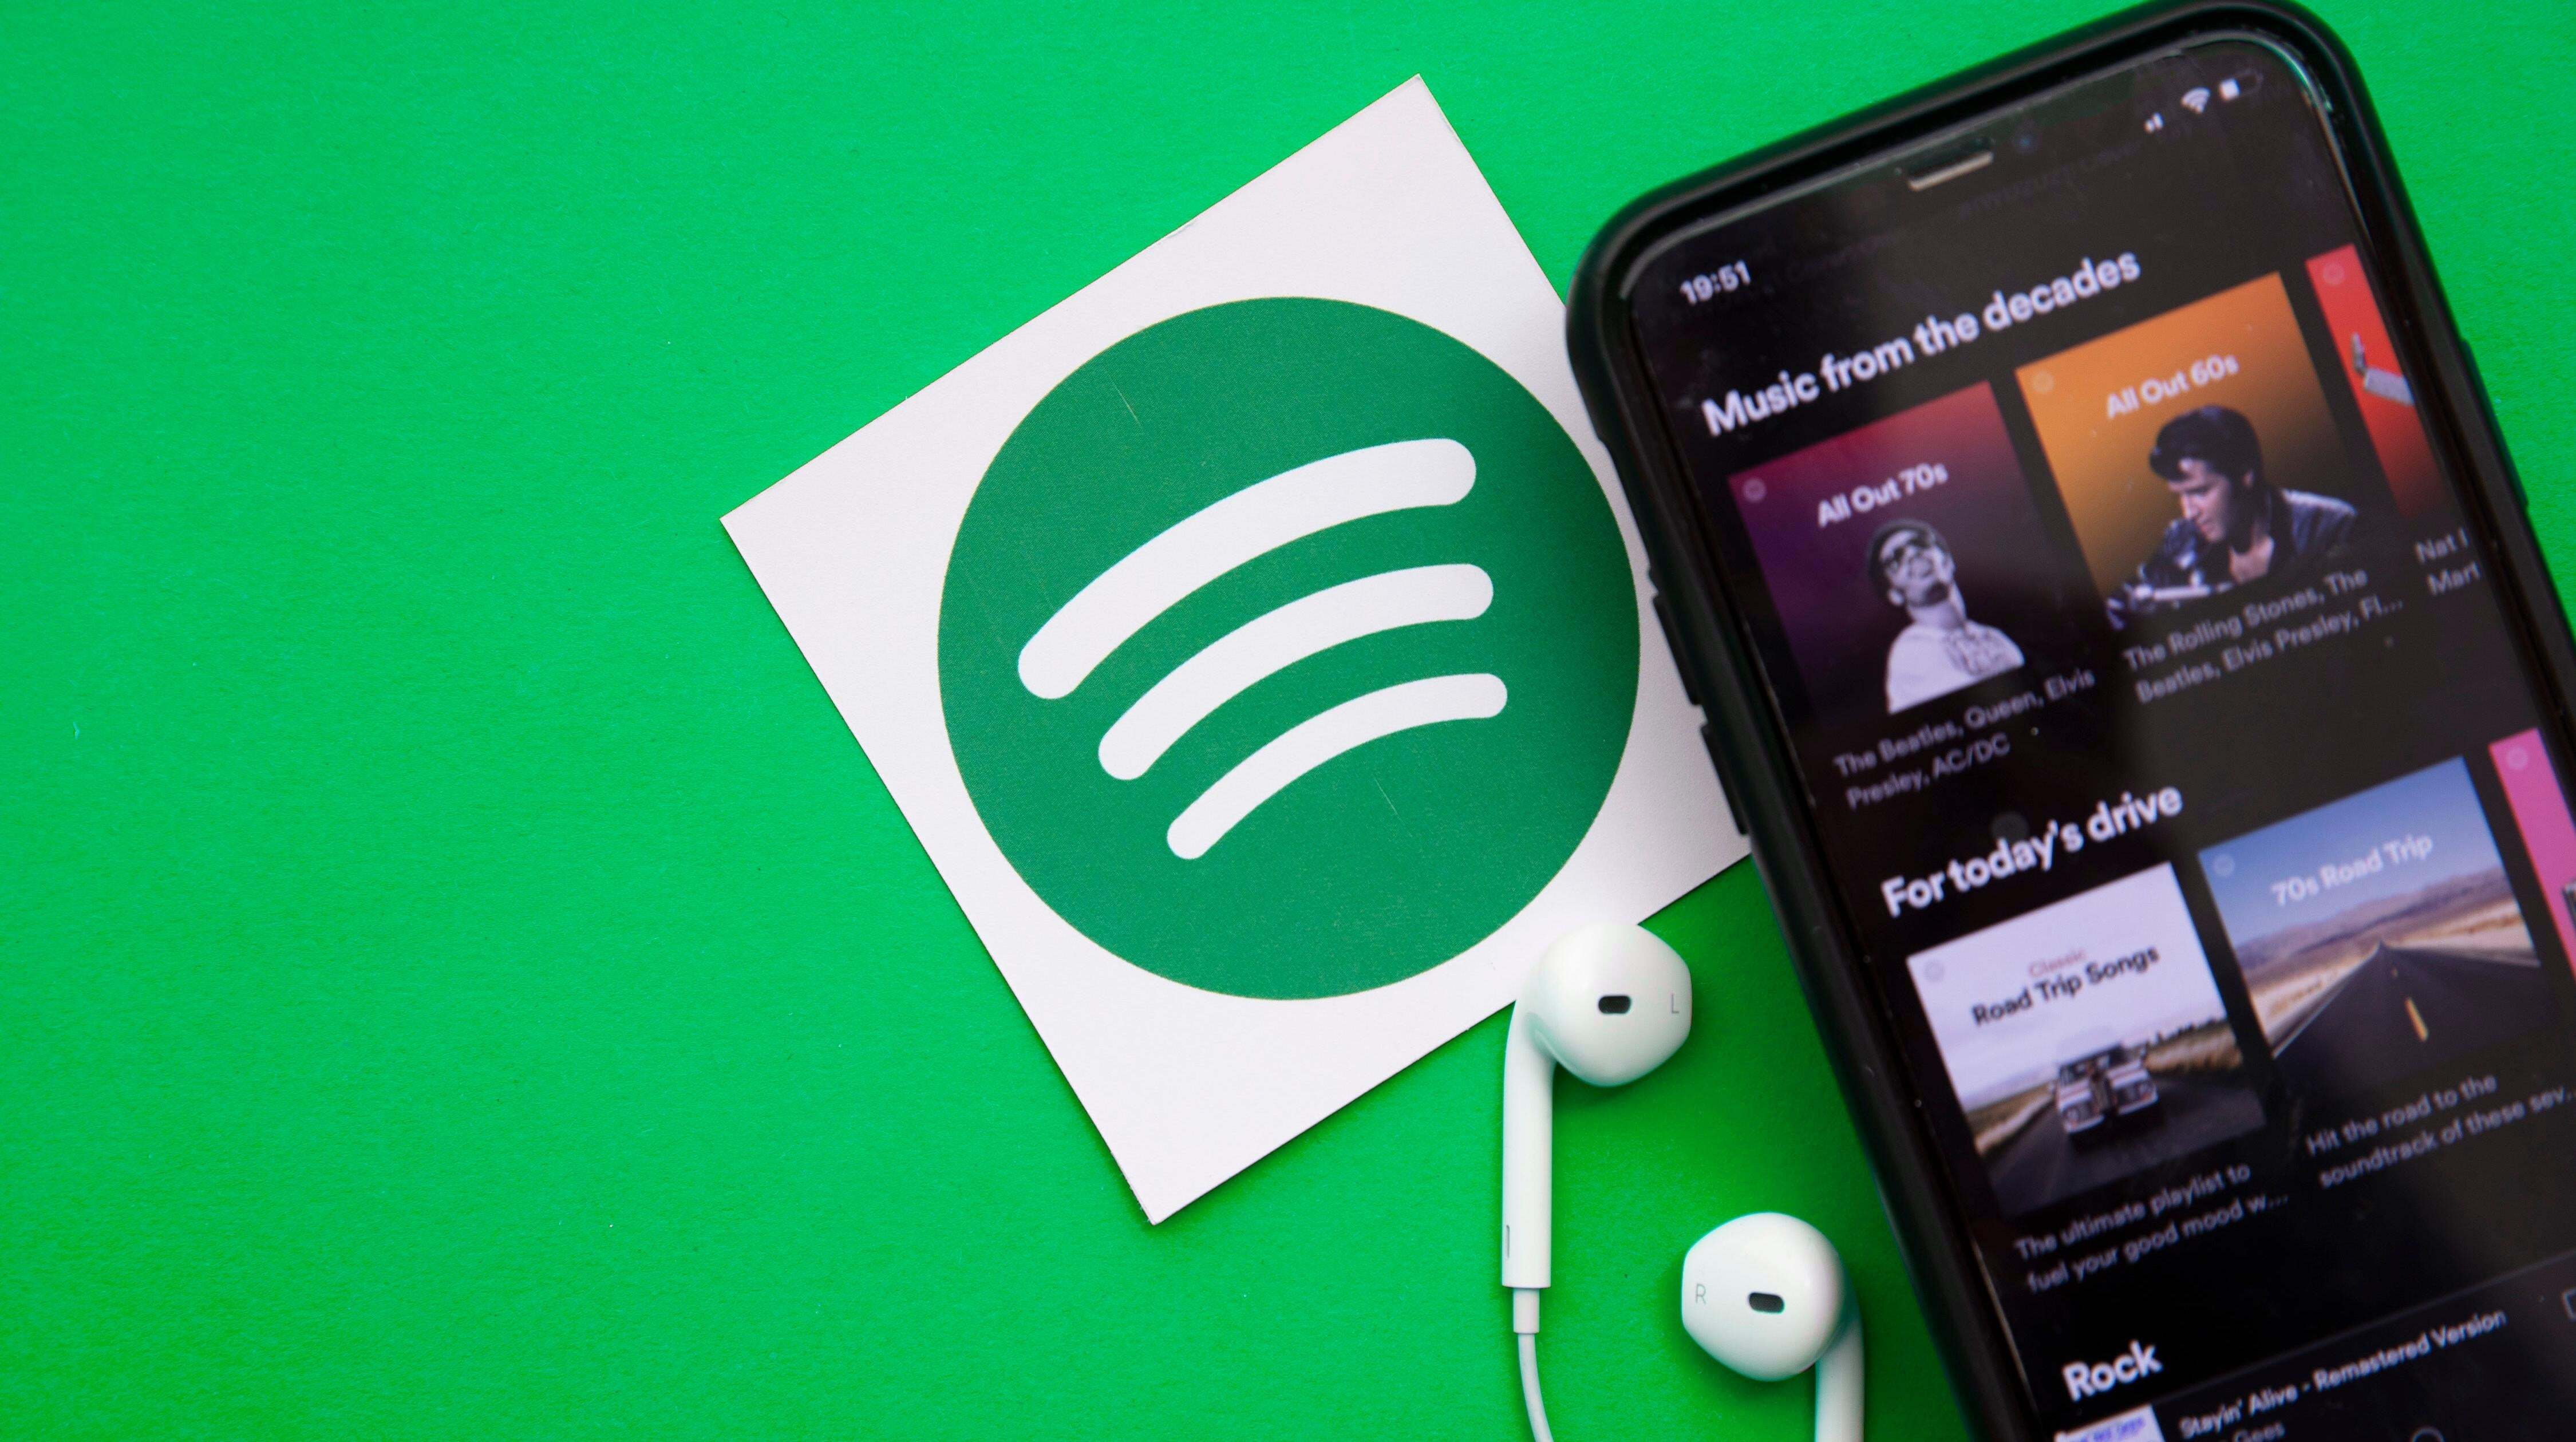 19:51
Music from the decades
All Out 70s
All Out 60s
The Beatles, Queen, Elvis
Presley, AC/DC
The Rolling Stones, The
Beatles, Elvis Presley, Fl...
Nat
Mart
For today's drive
Classic
Road Trip Songs
70s Road Trip
The ultimate playlist to
fuel your good mood w...
Hit the road to the
soundtrack of these sev...
Rock
Stayin' Alive - Remastered Version
Gees
L
R